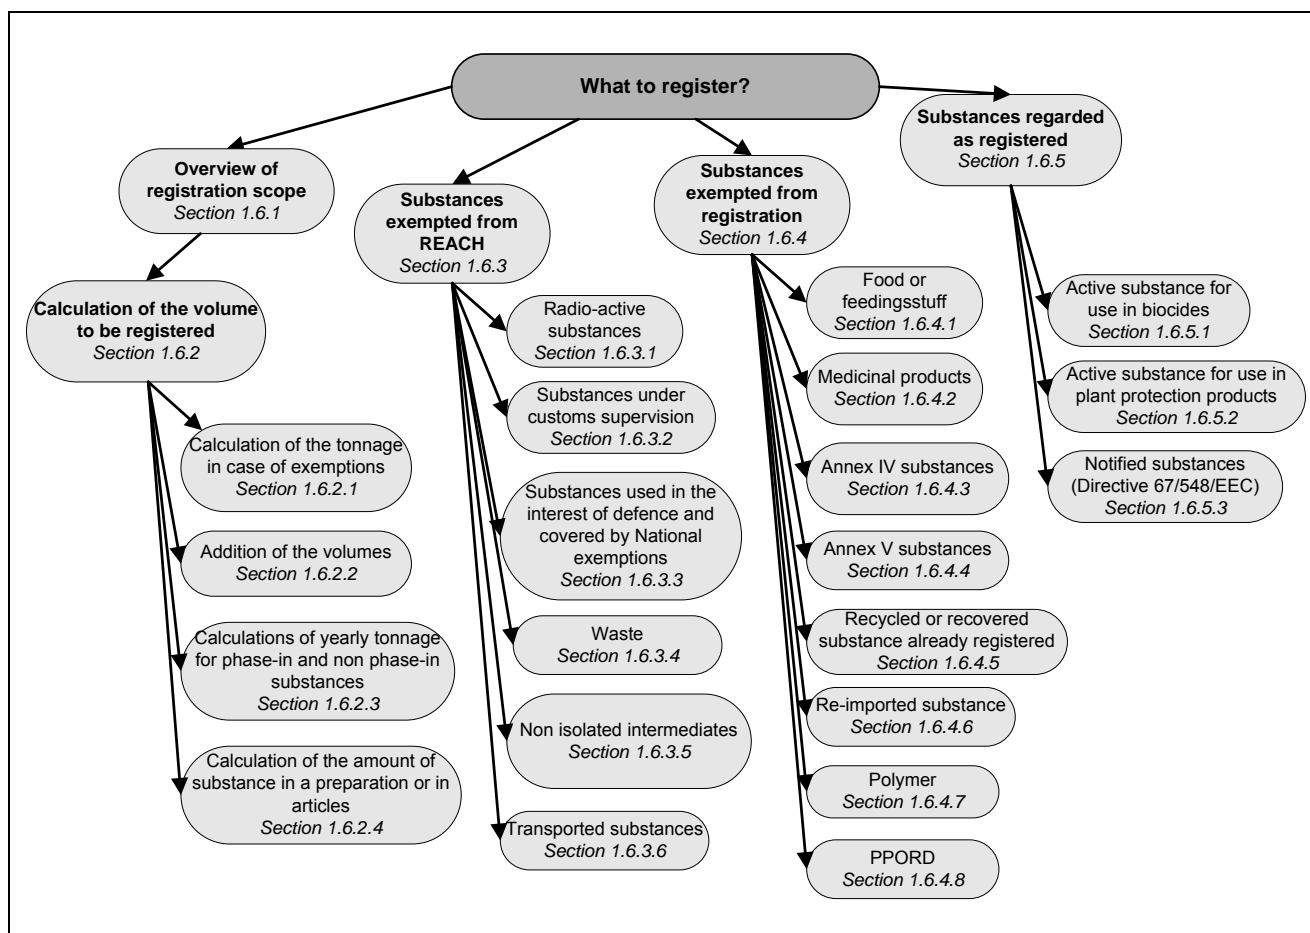 What to register?
Overview of
registration scope
Section 1.6.1
Calculation of the volume
to be registered
Section 1.6.2
Calculation of the tonnage
in case of exemptions
Section 1.6.2.1
Addition of the volumes
Section 1.6.2.2
Calculations of yearly tonnage
for phase-in and non phase-in
substances
Section 1.6.2.3
Calculation of the amount of
substance in a preparation or in
articles
Section 1.6.2.4
Substances
exempted from
REACH
Section 1.6.3
Radio-active
substances
Section 1.6.3.1
Substances under
customs supervision
Section 1.6.3.2
Substances used in the
interest of defence and
covered by National
exemptions
Section 1.6.3.3
Waste
Section 1.6.3.4
Non isolated intermediates
Section 1.6.3.5
Transported substances
Section 1.6.3.6
Substances
exempted from
registration
Section 1.6.4
Food or
feedingsstuff
Section 1.6.4.1
Medicinal products
Section 1.6.4.2
Annex IV substances
Section 1.6.4.3
Annex V substances
Section 1.6.4.4
Recycled or recovered
substance already registered
Section 1.6.4.5
Re-imported substance
Section 1.6.4.6
Polymer
Section 1.6.4.7
PPORD
Section 1.6.4.8
Substances regarded
as registered
Section 1.6.5
Active substance for
use in biocides
Section 1.6.5.1
Active substance for use in
plant protection products
Section 1.6.5.2
Notified substances
(Directive 67/548/EEC)
Section 1.6.5.3